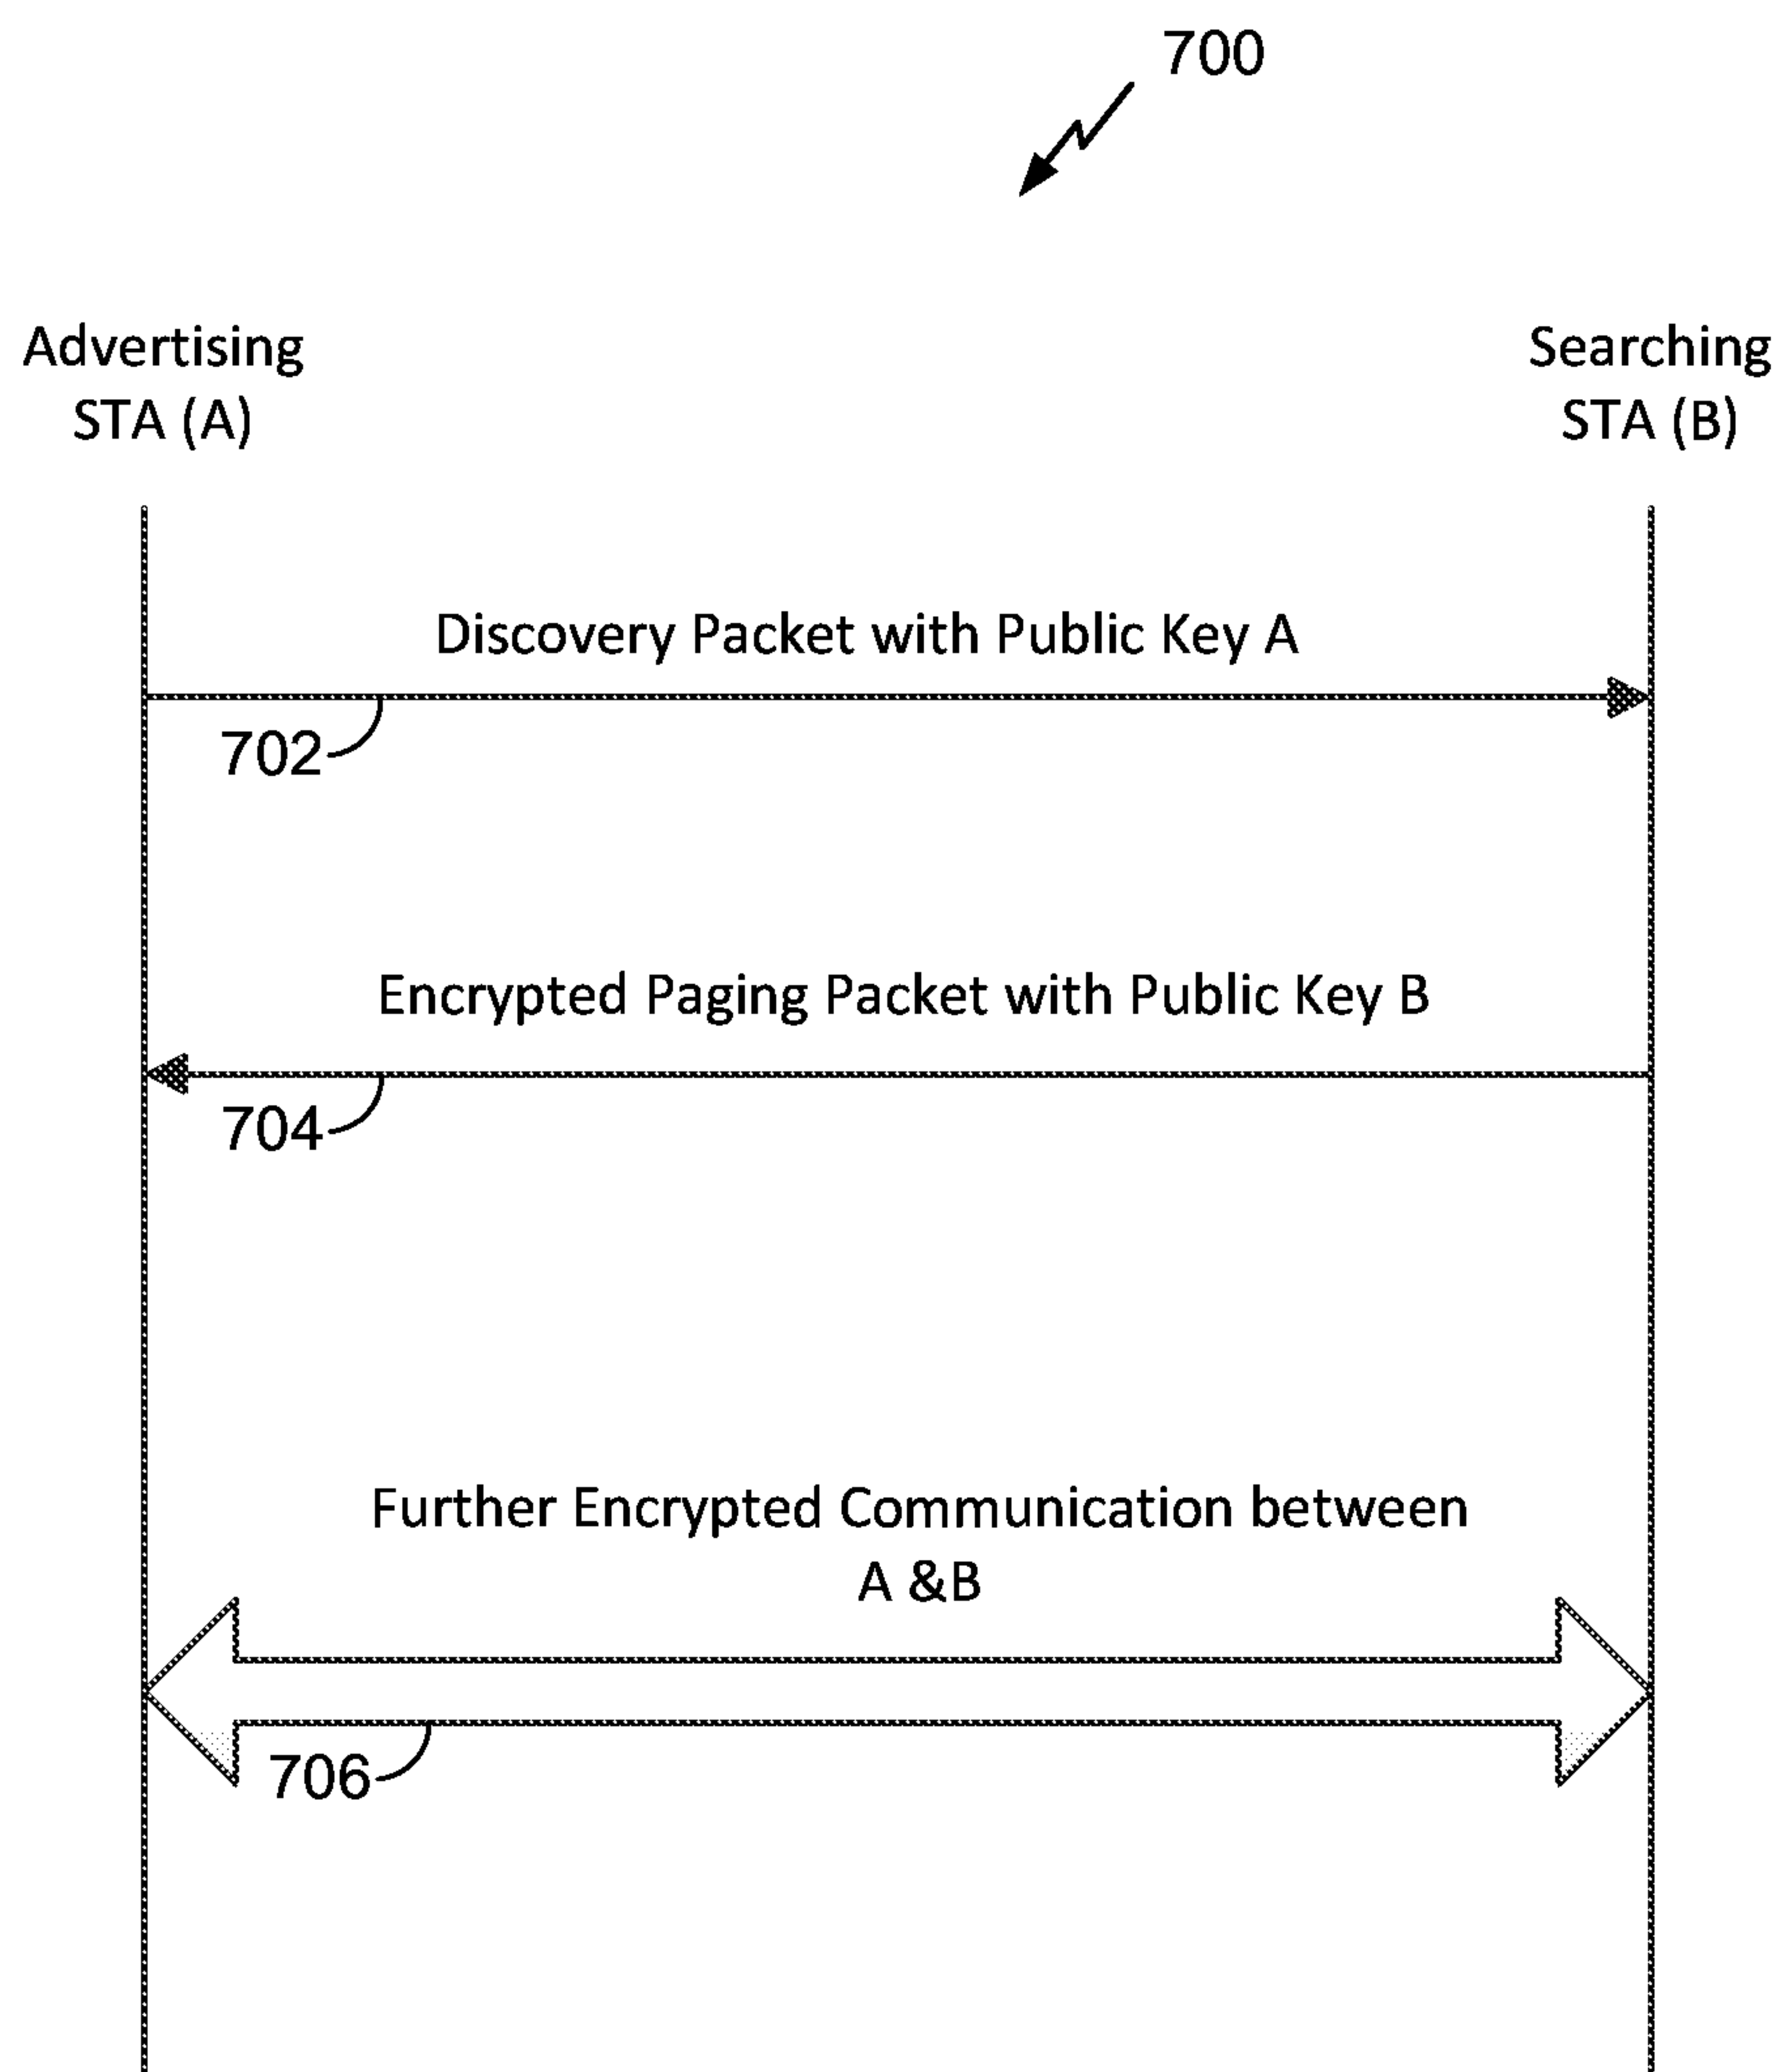 700
Advertising
STA (A)
Searching
STA (B)
Discovery Packet with Public Key A
702
Encrypted Paging Packet with Public Key B
704
Further Encrypted Communication between
A &B
706